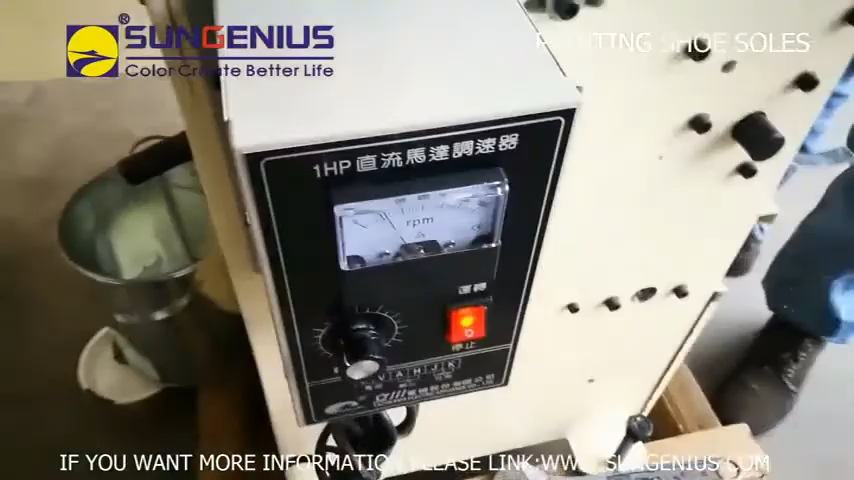 SUNGENIUS®
Color Create Better Life
PRINTING SHOE SOLES
1HP 直流馬達調速器
rpm
運轉
停止
V A H J K
IF YOU WANT MORE INFORMATION, PLEASE LINK:WWW.SUNGENIUS.COM